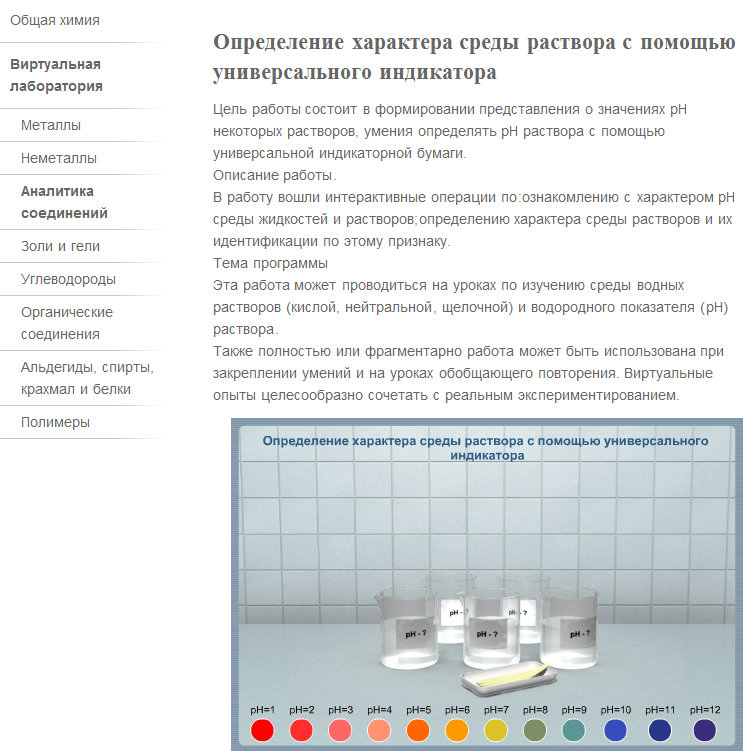 Общая химия
Виртуальная
лаборатория
Металлы
Неметаллы
Аналитика
соединений
Золи и гели
Углеводороды
Органические
соединения
Альдегиды, спирты,
крахмал и белки
Полимеры
Определение характера среды раствора с помощью
универсального индикатора
Цель работы состоит в формировании представления о значениях рН
некоторых растворов, умения определять рН раствора с помощью
универсальной индикаторной бумаги.
Описание работы.
В работу вошли интерактивные операции по:ознакомлению с характером рН
среды жидкостей и растворов;определению характера среды растворов и их
идентификации по этому признаку.
Тема программы
Эта работа может проводиться на уроках по изучению среды водных
растворов (кислой, нейтральной, щелочной) и водородного показателя (рН)
раствора.
Также полностью или фрагментарно работа может быть использована при
закреплении умений и на уроках обобщающего повторения. Виртуальные
опыты целесообразно сочетать с реальным экспериментированием.
Определение характера среды раствора с помощью универсального
индикатора
pH - ? pH - ?
pH - ? pH - ? pH - ?
pH=1 pH=2 pH=3 pH=4 pH=5 pH=6 pH=7 pH=8 pH=9 pH=10 pH=11 pH=12